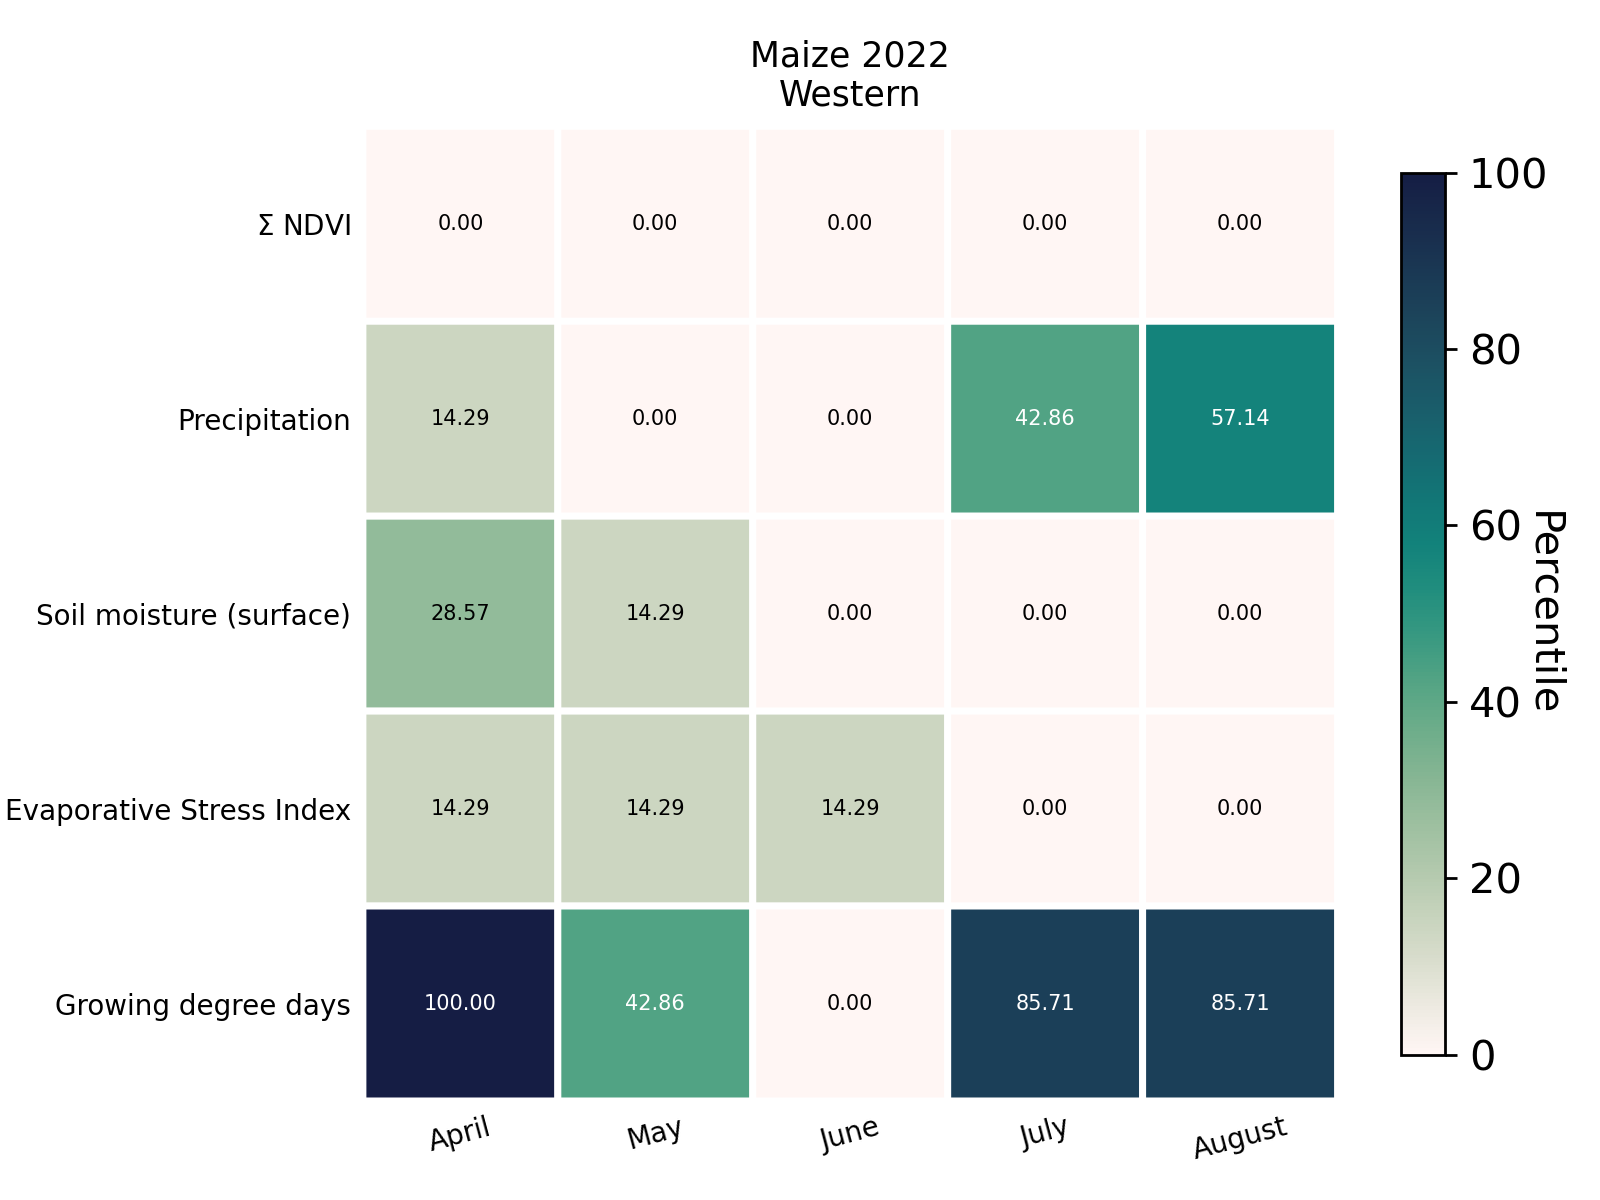 Maize 2022
Western
Σ NDVI 0.00 0.00 0.00 0.00 0.00
Precipitation 14.29 0.00 0.00 42.86 57.14
Soil moisture (surface) 28.57 14.29 0.00 0.00 0.00
Evaporative Stress Index 14.29 14.29 14.29 0.00 0.00
Growing degree days 100.00 42.86 0.00 85.71 85.71
April May June July August
100
80
60
40
20
0
Percentile